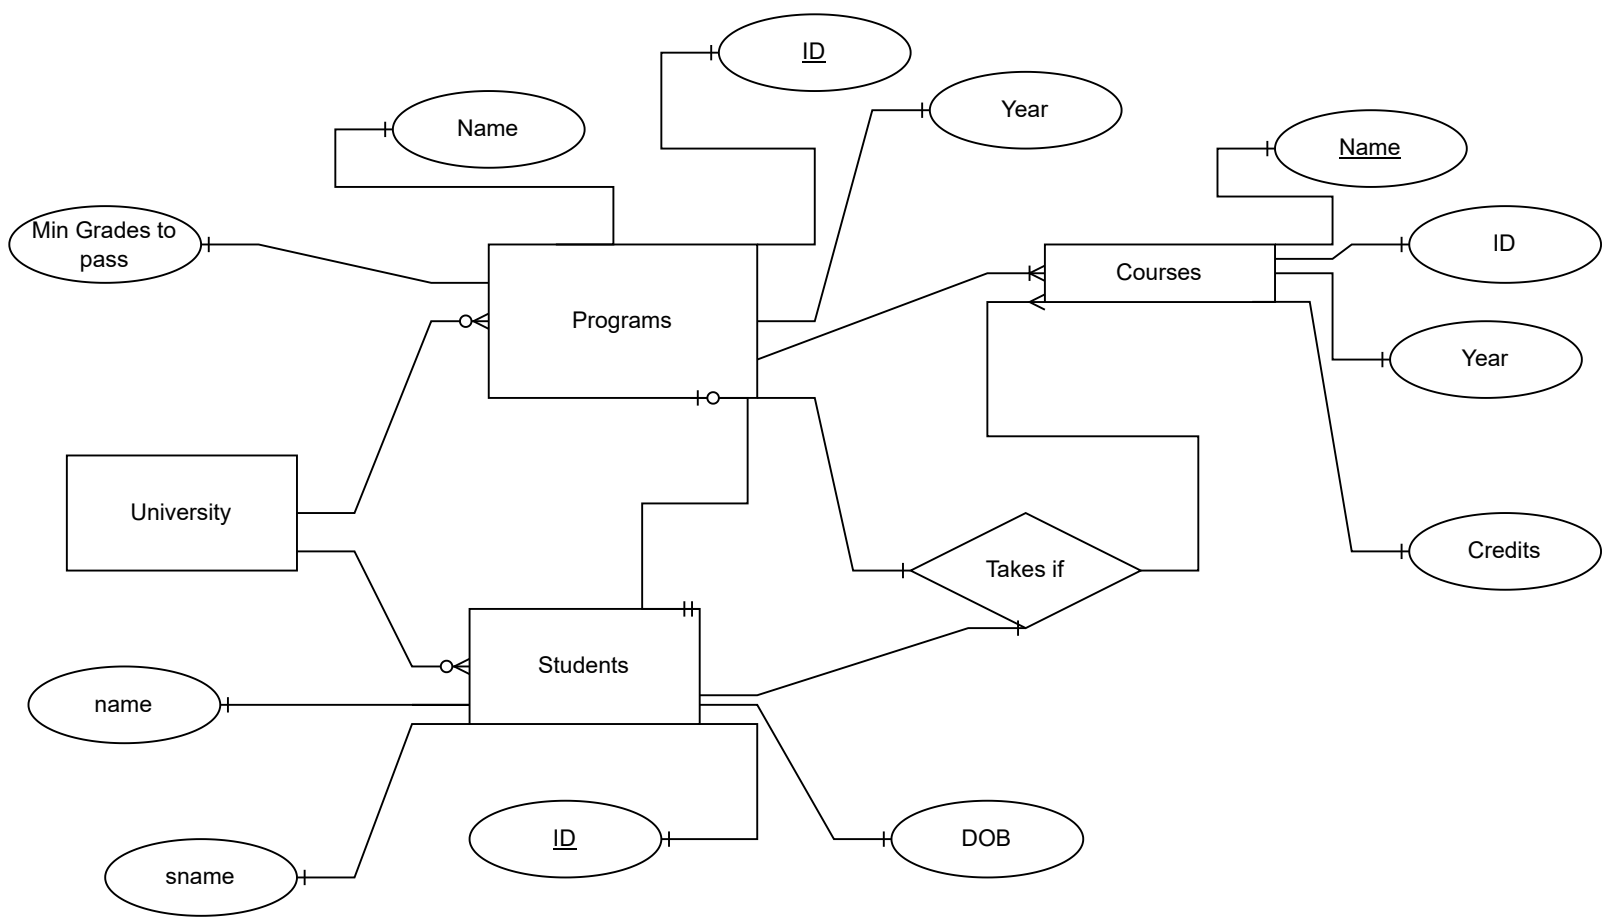 ID
Year
Name
Name
Min Grades to
pass
ID
Courses
Programs
Year
University
Credits
Takes if
Students
name
ID
DOB
sname